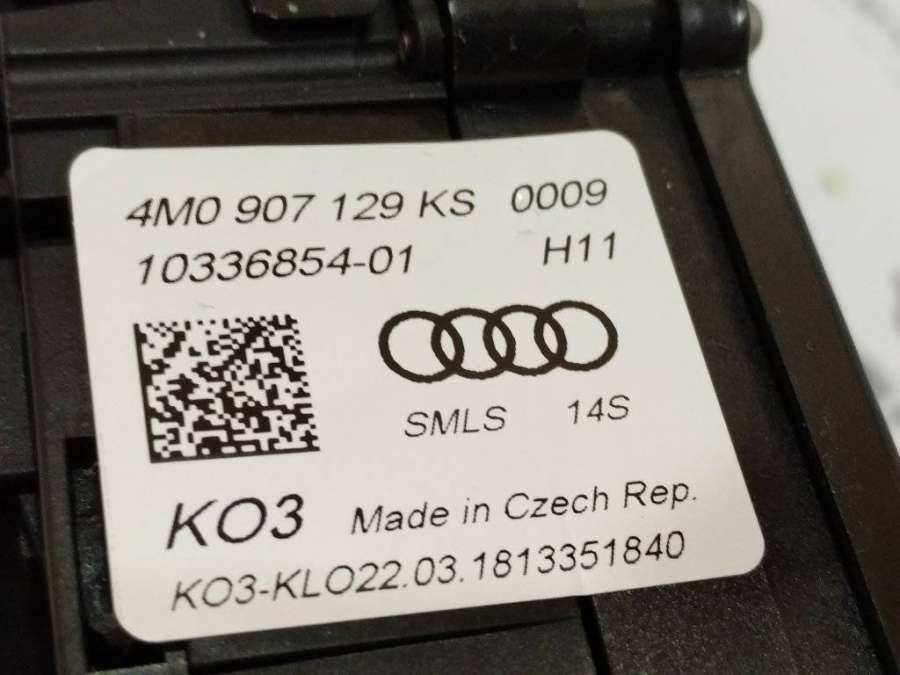 4M0 907 129 KS 0009
10336854-01 H11
SMLS 14S
KO3 Made in Czech Rep.
KO3-KLO22.03.1813351840